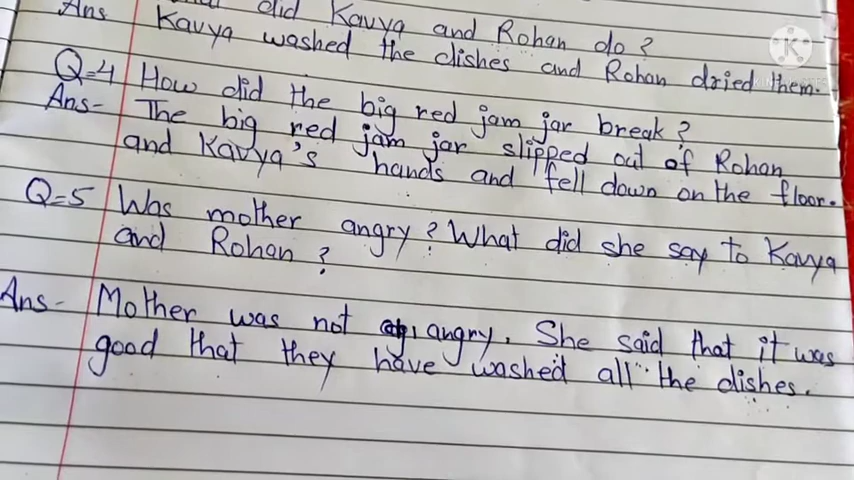 did Kavya and Rohan do?
Ans Kavya washed the dishes and Rohan dried them.
Q=4 How did the big red jam jar break?
Ans- The big red jam jar slipped out of Rohan
and Kavya's hands and fell down on the floor.
Q=5 Was mother angry? What did she say to Kavya
and Rohan?
Ans- Mother was not angry. She said that it was
good that they have washed all the dishes.